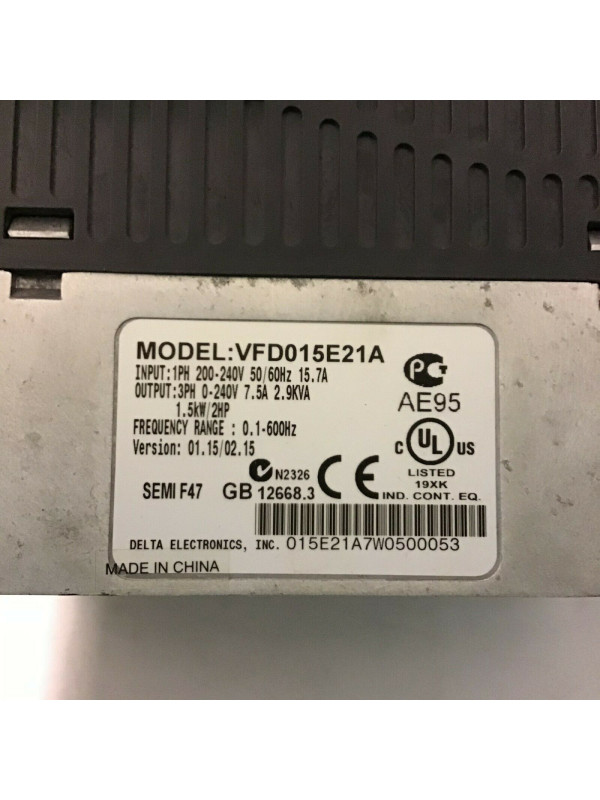 MODEL:VFD015E21A
INPUT:1PH 200-240V 50/60Hz 15.7A
OUTPUT:3PH 0-240V 7.5A 2.9KVA
1.5kW/2HP
FREQUENCY RANGE : 0.1-600Hz
Version: 01.15/02.15
PCT
AE95
C UL US
LISTED
19XK
IND. CONT. EQ.
N2326
SEMI F47 GB 12668.3 CE
DELTA ELECTRONICS, INC. 015E21A7W0500053
MADE IN CHINA